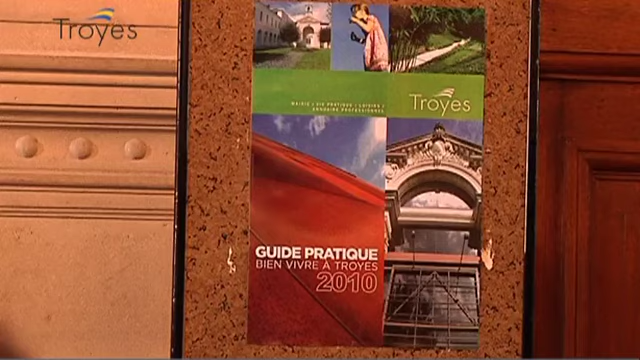 Troyes
MAIRIE / VIE PRATIQUE / LOISIRS /
ANNUAIRE PROFESSIONNEL
Troyes
GUIDE PRATIQUE
BIEN VIVRE À TROYES
2010